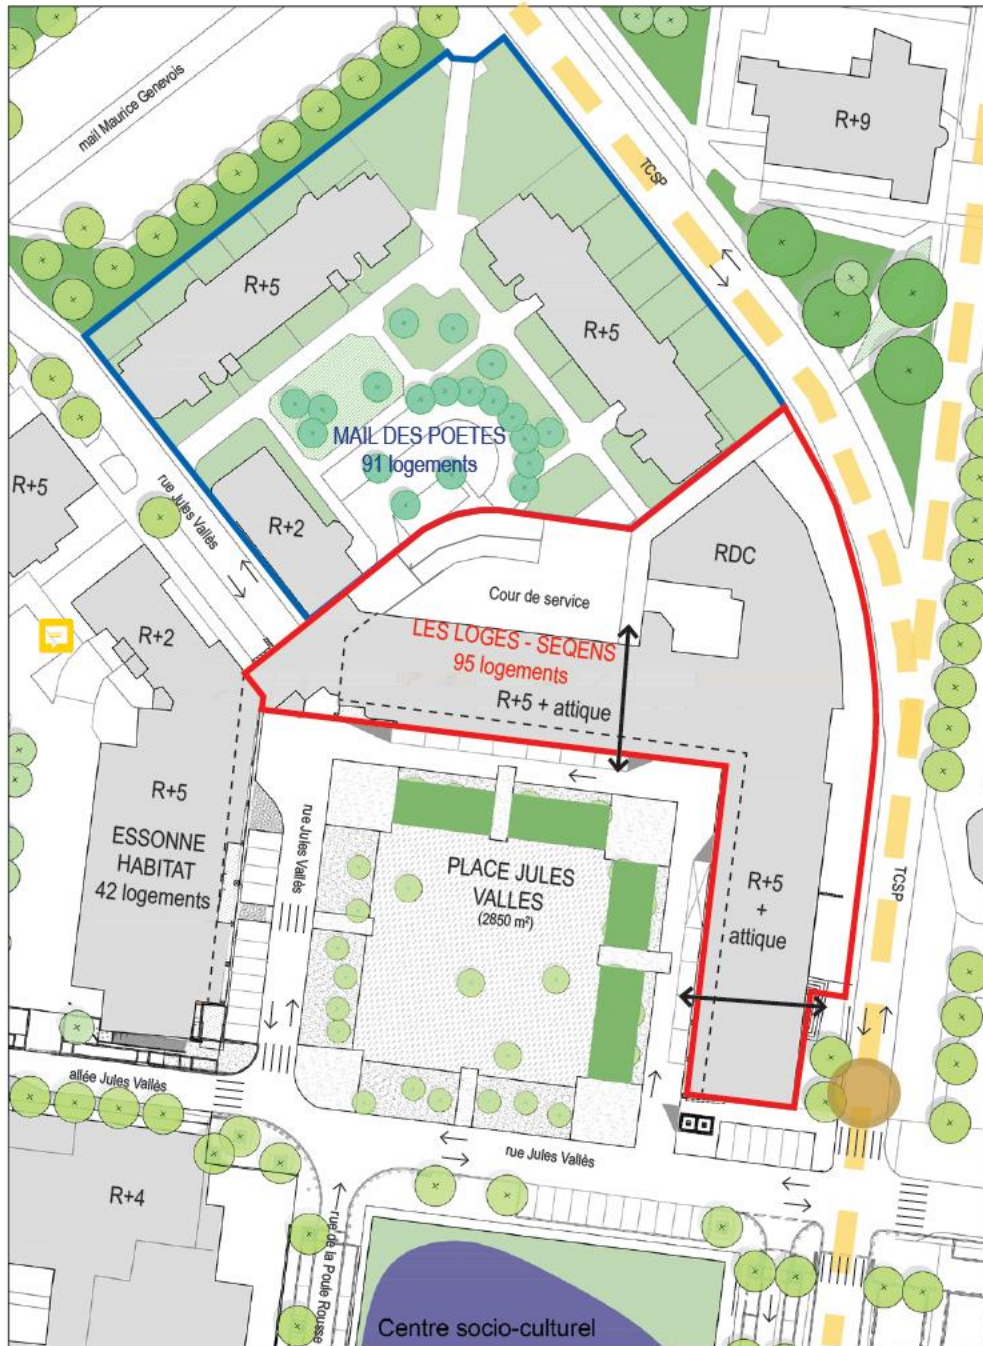 mail Maurice Genevois
R+9
TCSP
R+5
R+5
MAIL DES POETES
91 logements
R+5
rue Jules Vallès
R+2
RDC
Cour de service
R+2
LES LOGES - SEQENS
95 logements
R+5 + attique
R+5
ESSONNE
HABITAT
42 logements
rue Jules Vallès
PLACE JULES
VALLES
(2850 m²)
R+5
+
attique
TCSP
allée Jules Vallès
rue Jules Vallès
R+4
rue de la Poule Rousse
Centre socio-culturel